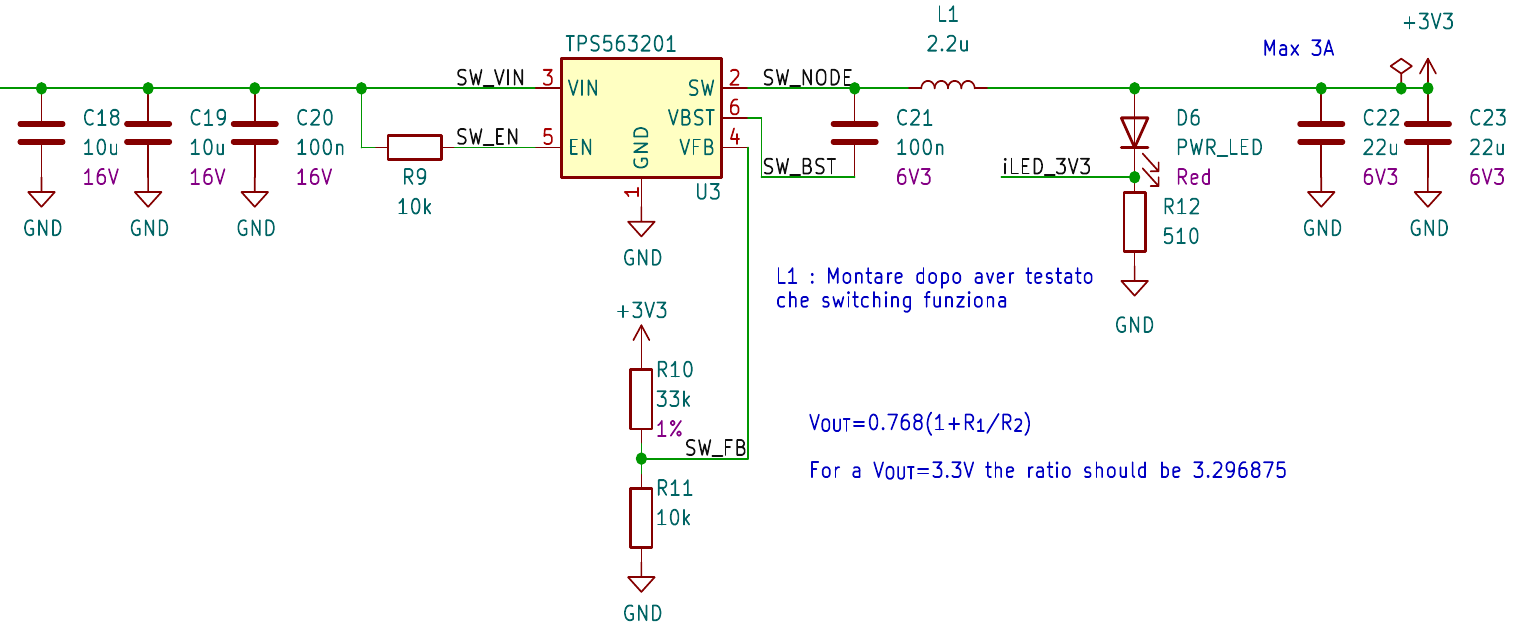 L1
2.2u
+3V3
Max 3A
TPS563201
SW_VIN 3 VIN
SW 2 SW_NODE
VBST 6
VFB 4
SW_EN 5 EN
GND
1
U3
GND
C18
10u
16V
GND
C19
10u
16V
GND
C20
100n
16V
GND
R9
10k
C21
100n
6V3
SW_BST
iLED_3V3
D6
PWR_LED
Red
R12
510
GND
C22
22u
6V3
GND
C23
22u
6V3
GND
L1 : Montare dopo aver testato
che switching funziona
+3V3
R10
33k
1%
SW_FB
R11
10k
GND
VOUT=0.768(1+R1/R2)
For a VOUT=3.3V the ratio should be 3.296875